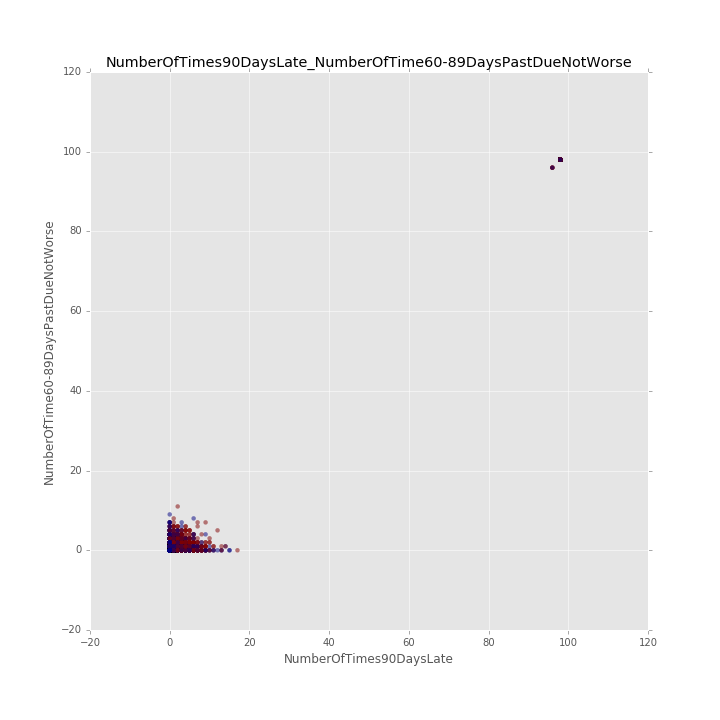 NumberOfTimes90DaysLate_NumberOfTime60-89DaysPastDueNotWorse
120
100
80
60
40
20
0
−20
NumberOfTime60-89DaysPastDueNotWorse
−20 0 20 40 60 80 100 120
NumberOfTimes90DaysLate